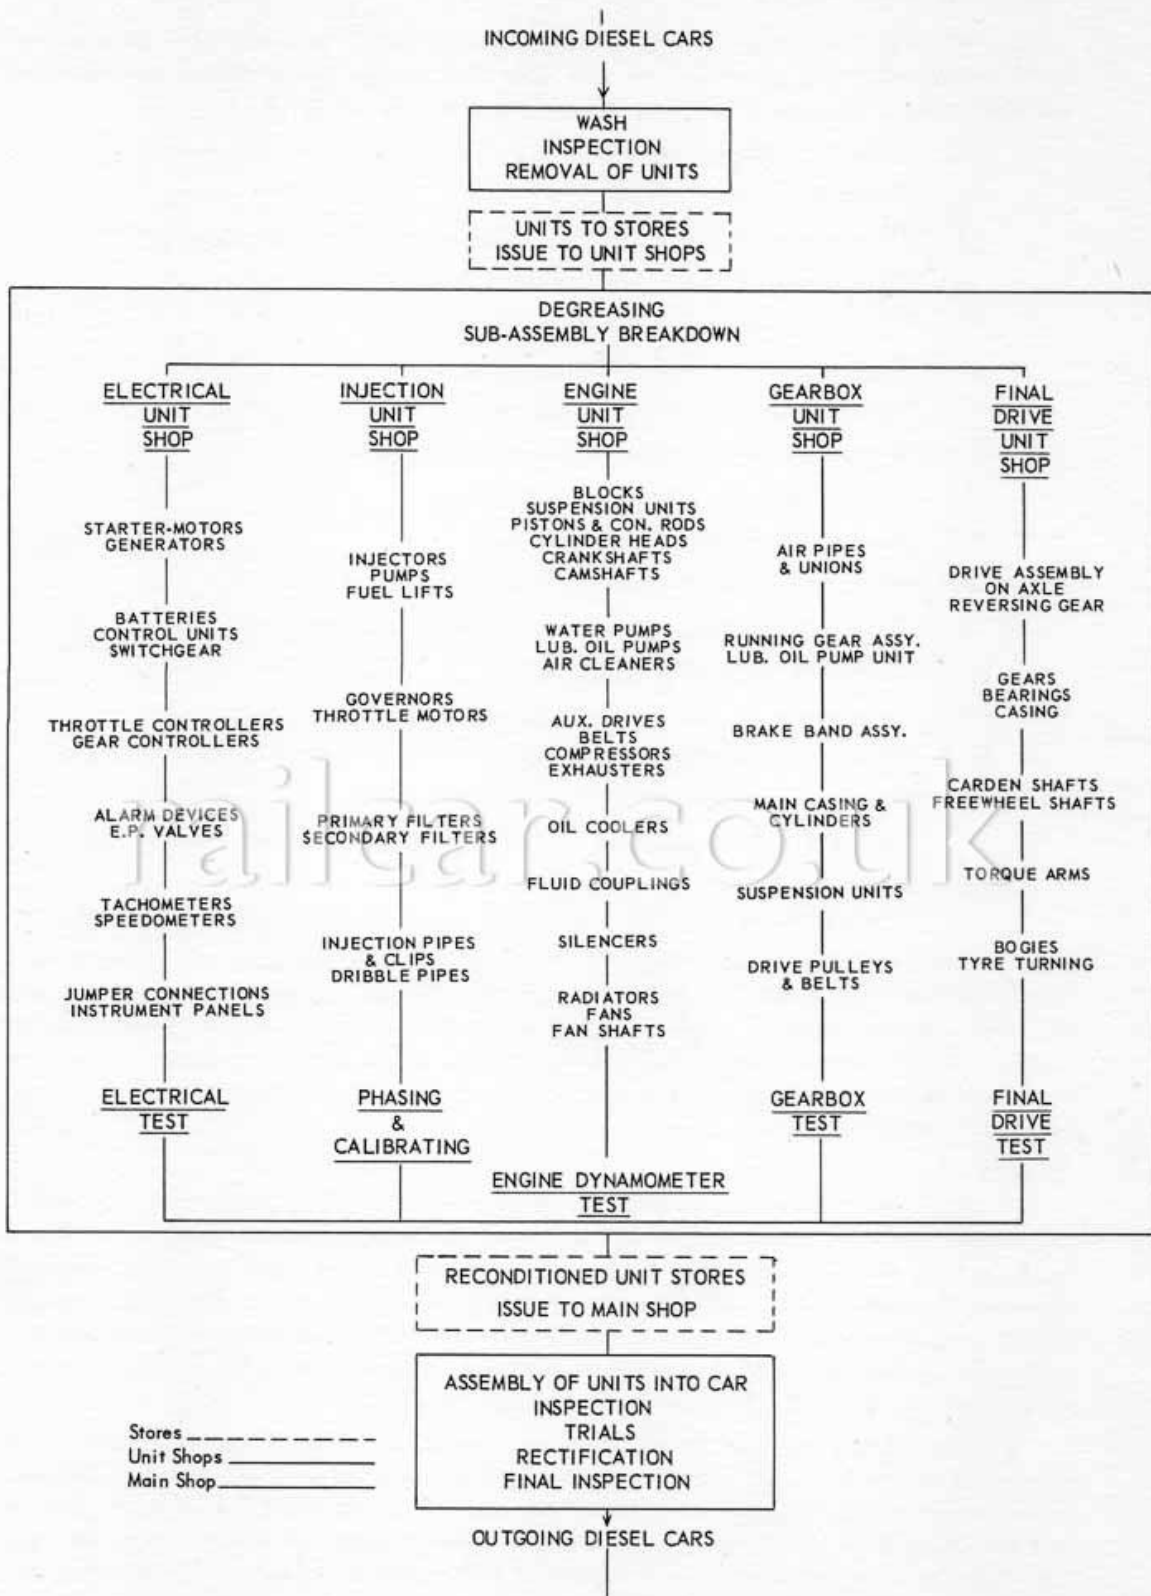 INCOMING DIESEL CARS
WASH
INSPECTION
REMOVAL OF UNITS
UNITS TO STORES
ISSUE TO UNIT SHOPS
DEGREASING
SUB-ASSEMBLY BREAKDOWN
ELECTRICAL
UNIT
SHOP
STARTER-MOTORS
GENERATORS
BATTERIES
CONTROL UNITS
SWITCHGEAR
THROTTLE CONTROLLERS
GEAR CONTROLLERS
ALARM DEVICES
E.P. VALVES
TACHOMETERS
SPEEDOMETERS
JUMPER CONNECTIONS
INSTRUMENT PANELS
ELECTRICAL
TEST
INJECTION
UNIT
SHOP
INJECTORS
PUMPS
FUEL LIFTS
GOVERNORS
THROTTLE MOTORS
PRIMARY FILTERS
SECONDARY FILTERS
INJECTION PIPES
& CLIPS
DRIBBLE PIPES
PHASING
&
CALIBRATING
ENGINE
UNIT
SHOP
BLOCKS
SUSPENSION UNITS
PISTONS & CON. RODS
CYLINDER HEADS
CRANKSHAFTS
CAMSHAFTS
WATER PUMPS
LUB. OIL PUMPS
AIR CLEANERS
AUX. DRIVES
BELTS
COMPRESSORS
EXHAUSTERS
OIL COOLERS
FLUID COUPLINGS
SILENCERS
RADIATORS
FANS
FAN SHAFTS
ENGINE DYNAMOMETER
TEST
GEARBOX
UNIT
SHOP
AIR PIPES
& UNIONS
RUNNING GEAR ASSY.
LUB. OIL PUMP UNIT
BRAKE BAND ASSY.
MAIN CASING &
CYLINDERS
SUSPENSION UNITS
DRIVE PULLEYS
& BELTS
GEARBOX
TEST
FINAL
DRIVE
UNIT
SHOP
DRIVE ASSEMBLY
ON AXLE
REVERSING GEAR
GEARS
BEARINGS
CASING
CARDEN SHAFTS
FREEWHEEL SHAFTS
TORQUE ARMS
BOGIES
TYRE TURNING
FINAL
DRIVE
TEST
railcar.co.uk
RECONDITIONED UNIT STORES
ISSUE TO MAIN SHOP
ASSEMBLY OF UNITS INTO CAR
INSPECTION
TRIALS
RECTIFICATION
FINAL INSPECTION
Stores
Unit Shops
Main Shop
OUTGOING DIESEL CARS